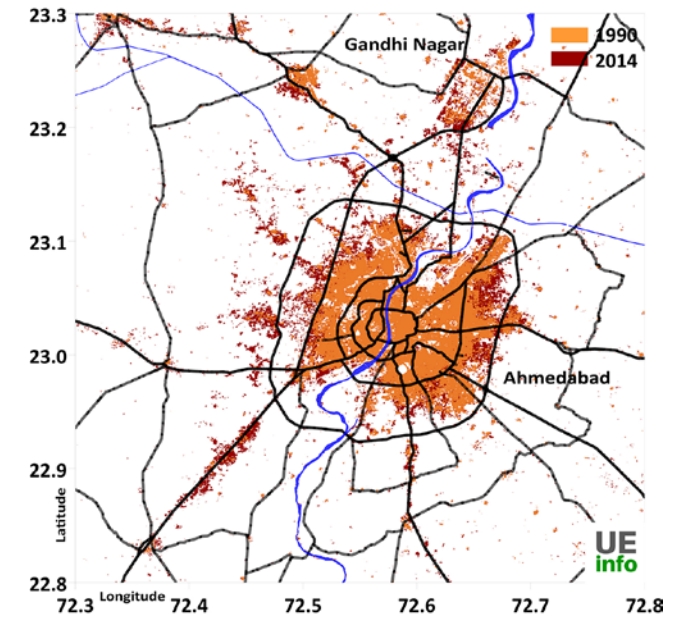 23.3
Gandhi Nagar
1990
2014
23.2
23.1
23.0
Ahmedabad
22.9
Latitude
UE
info
22.8
72.3
Longitude
72.4
72.5
72.6
72.7
72.8